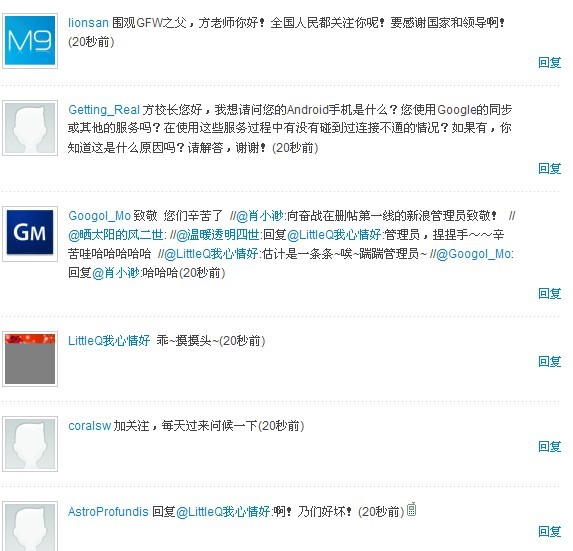 M9
lionsan 围观GFW之父，方老师你好！全国人民都关注你呢！要感谢国家和领导啊！
(20秒前)
回复
Getting_Real 方校长您好，我想请问您的Android手机是什么？您使用Google的同步
或其他的服务吗？在使用这些服务过程中有没有碰到过连接不通的情况？如果有，你
知道这是什么原因吗？请解答，谢谢！(20秒前)
回复
GM
Googol_Mo 致敬 您们辛苦了 //@肖小谢:向奋战在删帖第一线的新浪管理员致敬！ //
@晒太阳的风二世: //@温暖透明四世:回复@LittleQ我心情好:管理员，捏捏手～～辛
苦哇哈哈哈哈哈 //@LittleQ我心情好:估计是一条条~唉~踹踹管理员~ //@Googol_Mo:
回复@肖小谢:哈哈哈(20秒前)
回复
LittleQ我心情好 乖~摸摸头~(20秒前)
回复
coralsw 加关注，每天过来问候一下(20秒前)
回复
AstroProfundis 回复@LittleQ我心情好:啊！乃们好坏！(20秒前)
回复